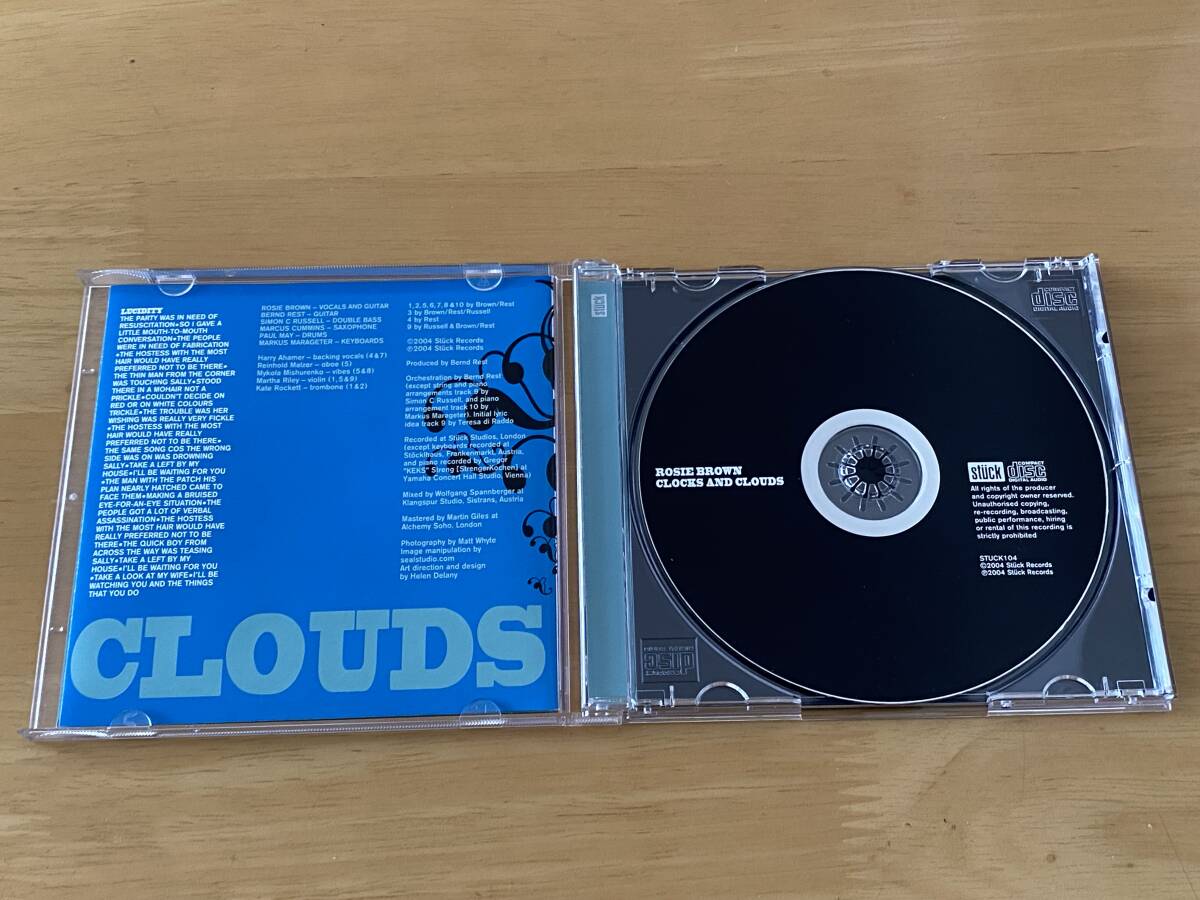 LUCIDITY
THE PARTY WAS IN NEED OF
RESUSCITATION•SO I GAVE A
LITTLE MOUTH-TO-MOUTH
CONVERSATION•THE PEOPLE
WERE IN NEED OF FABRICATION
•THE HOSTESS WITH THE MOST
HAIR WOULD HAVE REALLY
PREFERRED NOT TO BE THERE•
THE THIN MAN FROM THE CORNER
WAS TOUCHING SALLY•STOOD
THERE IN A MOHAIR NOT A
PRICKLE•COULDN'T DECIDE ON
RED OR ON WHITE COLOURS
TRICKLE•THE TROUBLE WAS HER
WISHING WAS REALLY VERY FICKLE
•THE HOSTESS WITH THE MOST
HAIR WOULD HAVE REALLY
PREFERRED NOT TO BE THERE•
THE SAME SONG COS THE WRONG
SIDE WAS ON WAS DROWNING
SALLY•TAKE A LEFT BY MY
HOUSE•I'LL BE WAITING FOR YOU
•THE MAN WITH THE PATCH HIS
PLAN NEARLY HATCHED CAME TO
FACE THEM•MAKING A BRUISED
EYE-FOR-AN-EYE SITUATION•THE
PEOPLE GOT A LOT OF VERBAL
ASSASSINATION•THE HOSTESS
WITH THE MOST HAIR WOULD HAVE
REALLY PREFERRED NOT TO BE
THERE•THE QUICK BOY FROM
ACROSS THE WAY WAS TEASING
SALLY•TAKE A LEFT BY MY
HOUSE•I'LL BE WAITING FOR YOU
•TAKE A LOOK AT MY WIFE•I'LL BE
WATCHING YOU AND THE THINGS
THAT YOU DO
ROSIE BROWN – VOCALS AND GUITAR
BERND REST – GUITAR
SIMON C RUSSELL – DOUBLE BASS
MARCUS CUMMINS – SAXOPHONE
PAUL MAY – DRUMS
MARKUS MARAGETER – KEYBOARDS
Harry Ahamer – backing vocals (4&7)
Reinhold Malzer – oboe (5)
Mykola Mishurenko – vibes (5&8)
Martha Riley – violin (1,5&9)
Kate Rockett – trombone (1&2)
1,2,5,6,7,8&10 by Brown/Rest
3 by Brown/Rest/Russell
4 by Rest
9 by Russell & Brown/Rest
©2004 Stück Records
℗2004 Stück Records
Produced by Bernd Rest
Orchestration by Bernd Rest
(except string and piano
arrangements track 9 by
Simon C Russell, and piano
arrangement track 10 by
Markus Marageter). Initial lyric
idea track 9 by Teresa di Raddo
Recorded at Stück Studios, London
(except keyboards recorded at
Stöcklhaus, Frankenmarkt, Austria,
and piano recorded by Gregor
"KEKS" Streng [StrengerKochen] at
Yamaha Concert Hall Studio, Vienna)
Mixed by Wolfgang Spannberger at
Klangspur Studio, Sistrans, Austria
Mastered by Martin Giles at
Alchemy Soho, London
Photography by Matt Whyte
Image manipulation by
sealstudio.com
Art direction and design
by Helen Delany
CLOUDS
stück
COMPACT
disc
DIGITAL AUDIO
ROSIE BROWN
CLOCKS AND CLOUDS
stück
COMPACT
disc
DIGITAL AUDIO
All rights of the producer
and copyright owner reserved.
Unauthorised copying,
re-recording, broadcasting,
public performance, hiring
or rental of this recording is
strictly prohibited
STUCK104
©2004 Stück Records
℗2004 Stück Records
disc